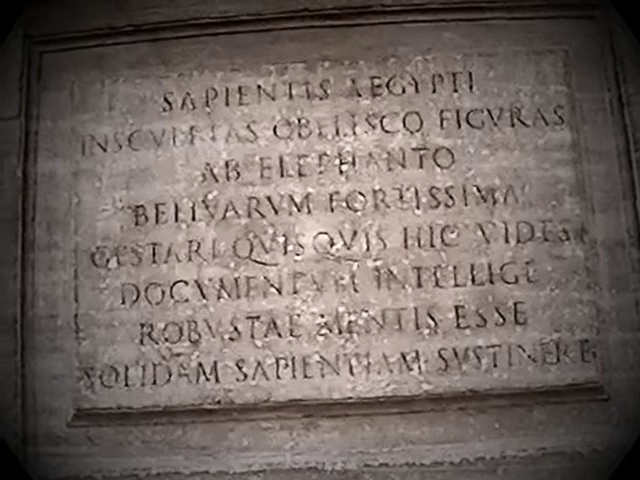 SAPIENTIS AEGYPTI
INSCVLPTAS OBELISCO FIGVRAS
AB ELEPHANTO
BELLVARVM FORTISSIMA
GESTARI QVISQVIS HIC VIDES
DOCVMENTVM INTELLIGE
ROBVSTAE MENTIS ESSE
SOLIDAM SAPIENTIAM SVSTINERE